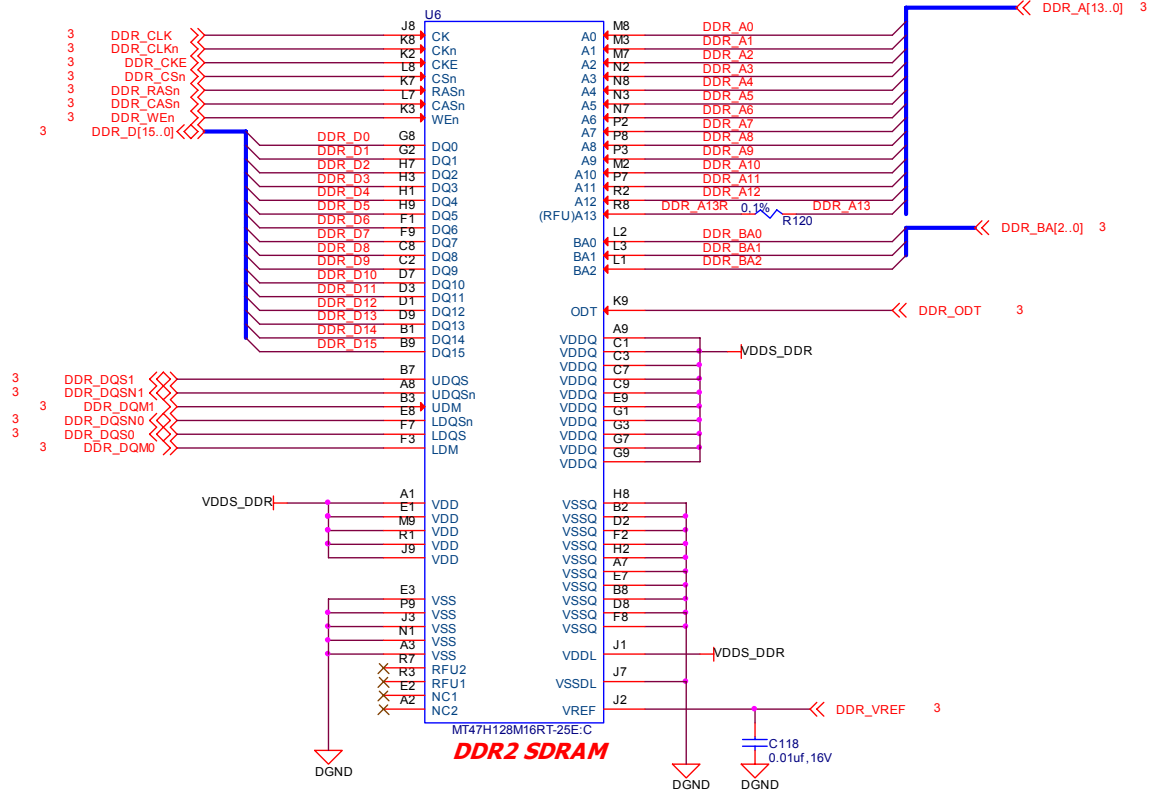 U6
DDR_A[13..0] 3
3 DDR_CLK J8 CK
3 DDR_CLKn K8 CKn
3 DDR_CKE K2 CKE
3 DDR_CSn L8 CSn
3 DDR_RASn K7 RASn
3 DDR_CASn L7 CASn
3 DDR_WEn K3 WEn
3 DDR_D[15..0]
DDR_D0 G8 DQ0
DDR_D1 G2 DQ1
DDR_D2 H7 DQ2
DDR_D3 H3 DQ3
DDR_D4 H1 DQ4
DDR_D5 H9 DQ5
DDR_D6 F1 DQ6
DDR_D7 F9 DQ7
DDR_D8 C8 DQ8
DDR_D9 C2 DQ9
DDR_D10 D7 DQ10
DDR_D11 D3 DQ11
DDR_D12 D1 DQ12
DDR_D13 D9 DQ13
DDR_D14 B1 DQ14
DDR_D15 B9 DQ15
3 DDR_DQS1 B7 UDQS
3 DDR_DQSN1 A8 UDQSn
3 DDR_DQM1 B3 UDM
3 DDR_DQSN0 E8 LDQSn
3 DDR_DQS0 F7 LDQS
3 DDR_DQM0 F3 LDM
VDDS_DDR A1 VDD
E1 VDD
M9 VDD
R1 VDD
J9 VDD
E3 VSS
P9 VSS
J3 VSS
N1 VSS
A3 VSS
R7 RFU2
R3 RFU1
E2 NC1
A2 NC2
DGND
A0 M8 DDR_A0
A1 M3 DDR_A1
A2 M7 DDR_A2
A3 N2 DDR_A3
A4 N8 DDR_A4
A5 N3 DDR_A5
A6 N7 DDR_A6
A7 P2 DDR_A7
A8 P8 DDR_A8
A9 P3 DDR_A9
A10 M2 DDR_A10
A11 P7 DDR_A11
A12 R2 DDR_A12
(RFU)A13 R8 DDR_A13R 0,1% R120 DDR_A13
DDR_BA[2..0] 3
BA0 L2 DDR_BA0
BA1 L3 DDR_BA1
BA2 L1 DDR_BA2
ODT K9 DDR_ODT 3
VDDQ A9
VDDQ C1 VDDS_DDR
VDDQ C3
VDDQ C7
VDDQ C9
VDDQ E9
VDDQ G1
VDDQ G3
VDDQ G7
VDDQ G9
VSSQ H8
VSSQ B2
VSSQ D2
VSSQ F2
VSSQ H2
VSSQ A7
VSSQ E7
VSSQ B8
VSSQ D8
VSSQ F8
VDDL J1 VDDS_DDR
VSSDL J7
VREF J2 DDR_VREF 3
MT47H128M16RT-25E:C
DDR2 SDRAM
C118
0.01uf,16V
DGND
DGND